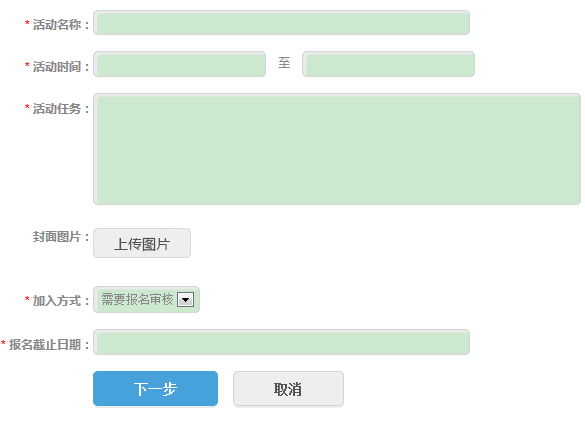 * 活动名称：
* 活动时间： 至
* 活动任务：
封面图片： 上传图片
* 加入方式： 需要报名审核
* 报名截止日期：
下一步 取消